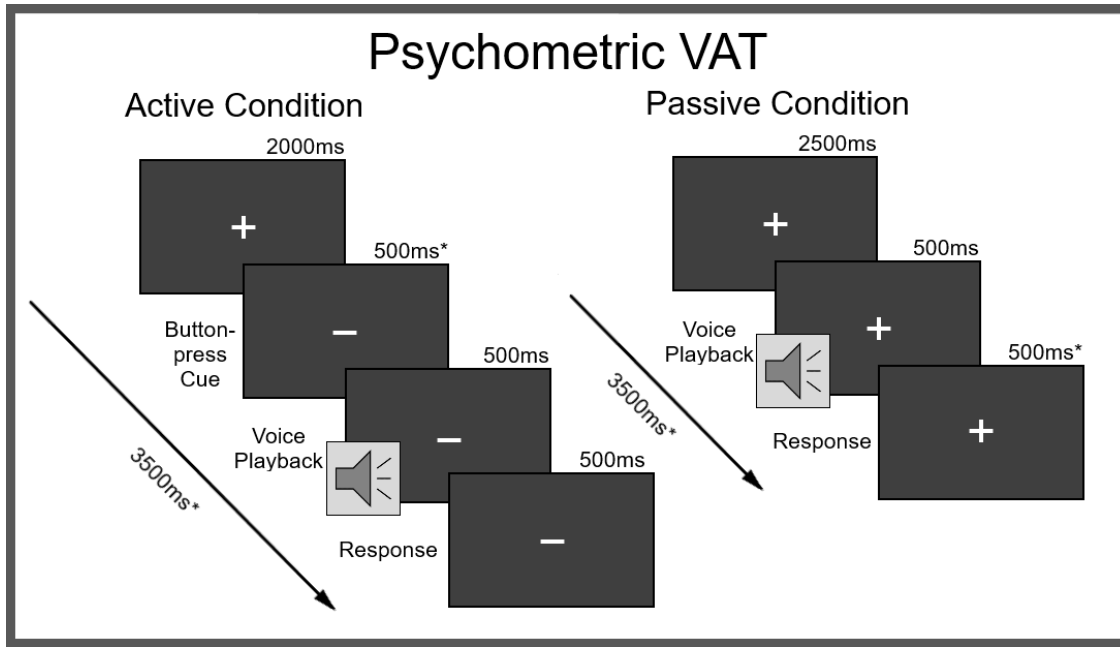 Psychometric VAT
Active Condition
2000ms
500ms*
Button-
press
Cue
500ms
Voice
Playback
500ms
Response
3500ms*
Passive Condition
2500ms
500ms
Voice
Playback
500ms*
Response
3500ms*